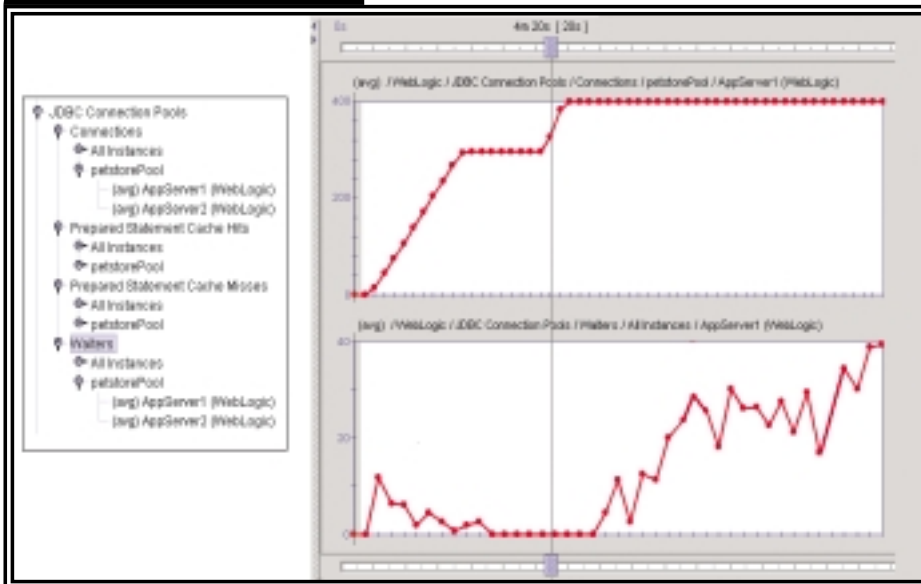 JDBC Connection Pools
Connections
All Instances
petstorePool
(avg) AppServer1 (WebLogic)
(avg) AppServer2 (WebLogic)
Prepared Statement Cache Hits
All Instances
petstorePool
Prepared Statement Cache Misses
All Instances
petstorePool
Waiters
All Instances
petstorePool
(avg) AppServer1 (WebLogic)
(avg) AppServer2 (WebLogic)
0s
4m 20s [ 20s ]
(avg) / WebLogic / JDBC Connection Pools / Connections / petstorePool / AppServer1 (WebLogic)
400
200
0
(avg) / WebLogic / JDBC Connection Pools / Waiters / All Instances / AppServer1 (WebLogic)
40
20
0